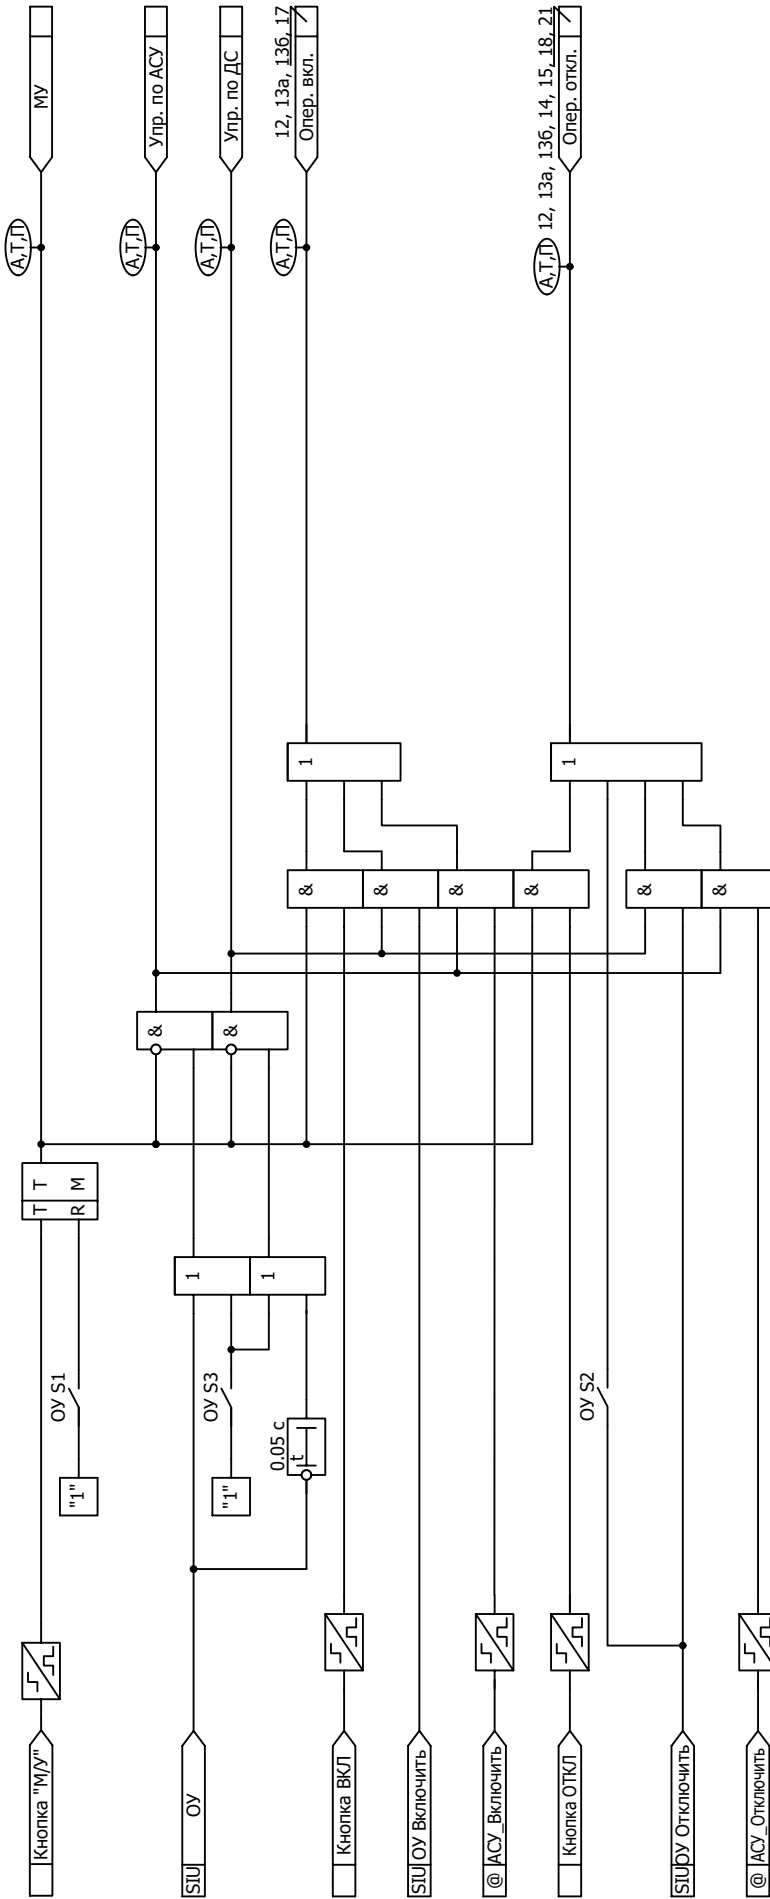 Кнопка "М/У"
"1"
ОУ S1
T T
R M
А,Т,П
МУ
SIU ОУ
"1"
ОУ S3
0.05 с
t
1
1
&
&
А,Т,П
Упр. по АСУ
А,Т,П
Упр. по ДС
Кнопка ВКЛ
SIU ОУ Включить
@ АСУ_Включить
&
&
&
&
1
А,Т,П
12, 13а, 13б, 17
Опер. вкл.
Кнопка ОТКЛ
ОУ S2
SIU ОУ Отключить
@ АСУ_Отключить
&
&
1
А,Т,П
12, 13а, 13б, 14, 15, 18, 21
Опер. откл.